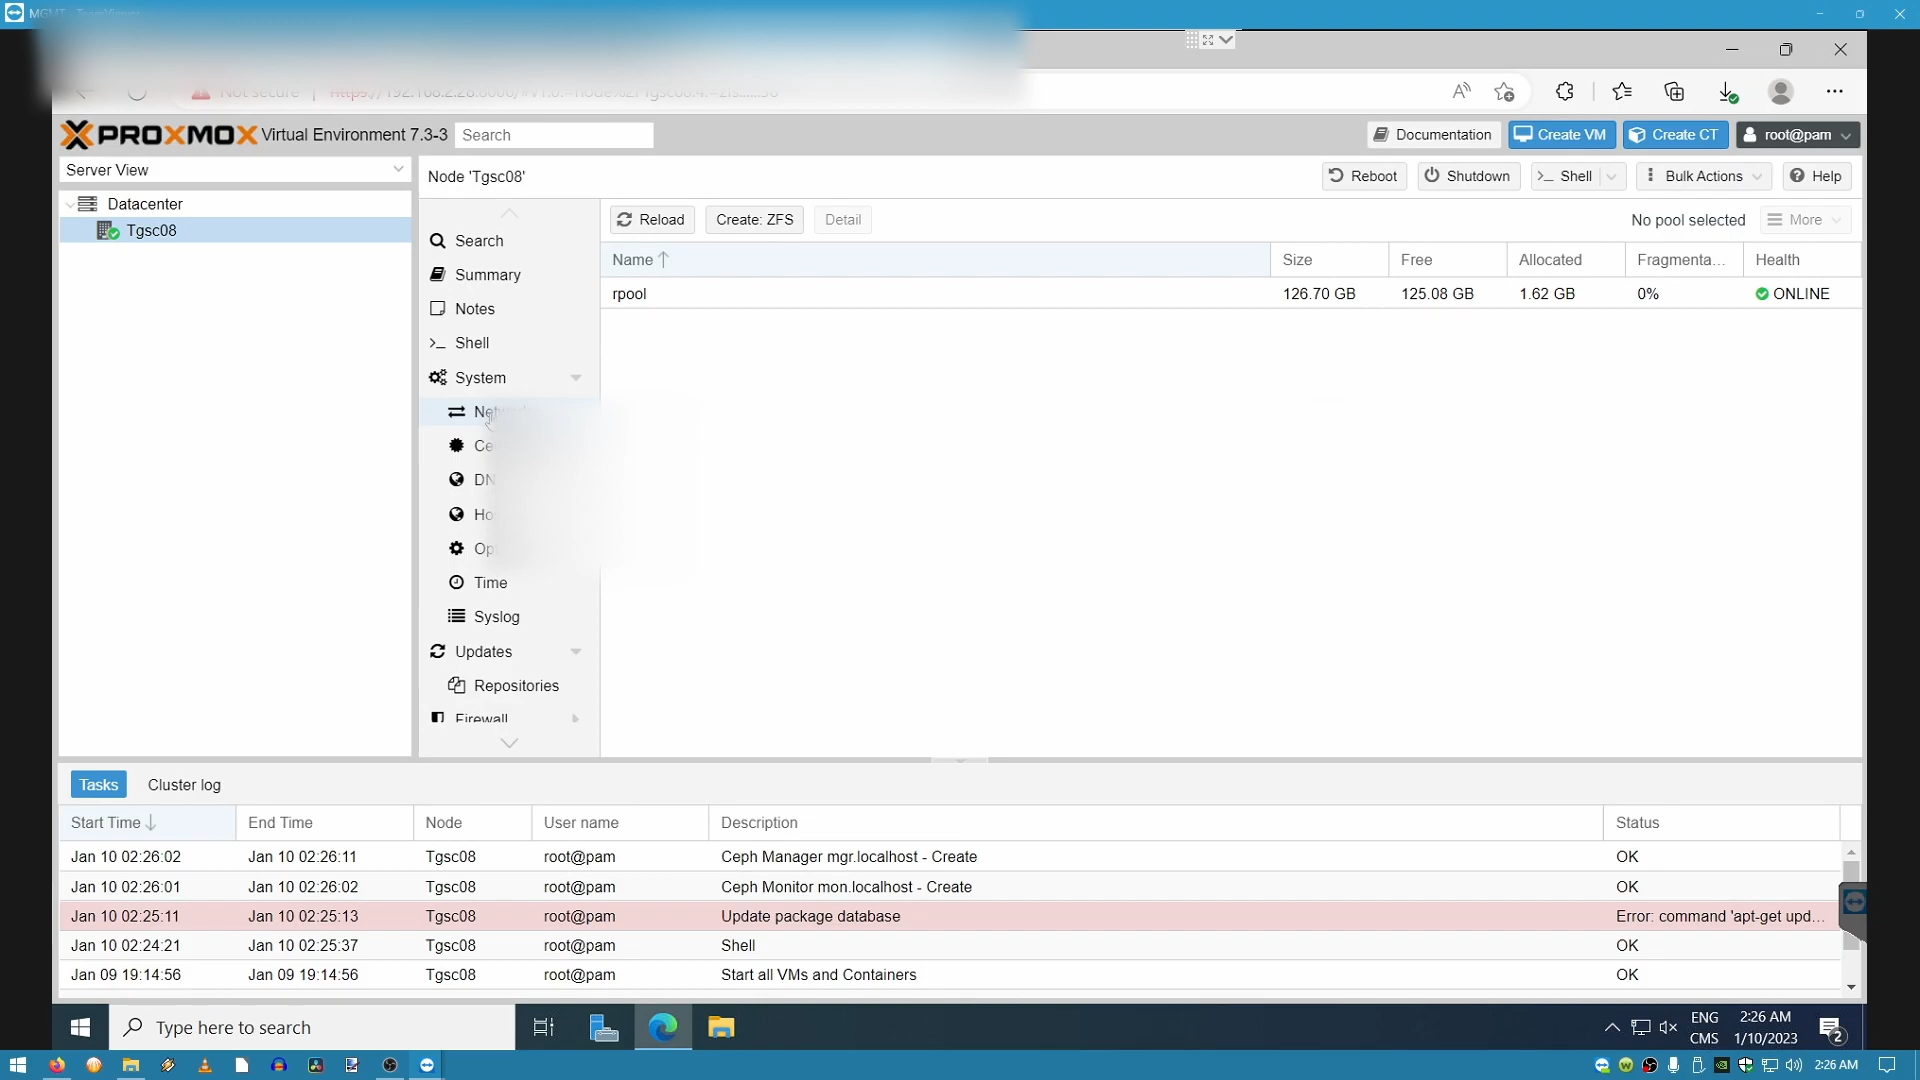 PROXMOX Virtual Environment 7.3-3 Search
Documentation Create VM Create CT root@pam
Server View
Node 'Tgsc08'
Reboot Shutdown >_ Shell Bulk Actions Help
Datacenter
Tgsc08
Reload Create: ZFS Detail No pool selected More
Search
Summary
Notes
>_ Shell
System
Time
Syslog
Updates
Repositories
Firewall
Name Size Free Allocated Fragmenta... Health
rpool 126.70 GB 125.08 GB 1.62 GB 0% ONLINE
Tasks Cluster log
Start Time End Time Node User name Description Status
Jan 10 02:26:02 Jan 10 02:26:11 Tgsc08 root@pam Ceph Manager mgr.localhost - Create OK
Jan 10 02:26:01 Jan 10 02:26:02 Tgsc08 root@pam Ceph Monitor mon.localhost - Create OK
Jan 10 02:25:11 Jan 10 02:25:13 Tgsc08 root@pam Update package database Error: command 'apt-get upd...
Jan 10 02:24:21 Jan 10 02:25:37 Tgsc08 root@pam Shell OK
Jan 09 19:14:56 Jan 09 19:14:56 Tgsc08 root@pam Start all VMs and Containers OK
Type here to search
ENG 2:26 AM
CMS 1/10/2023 2
2:26 AM